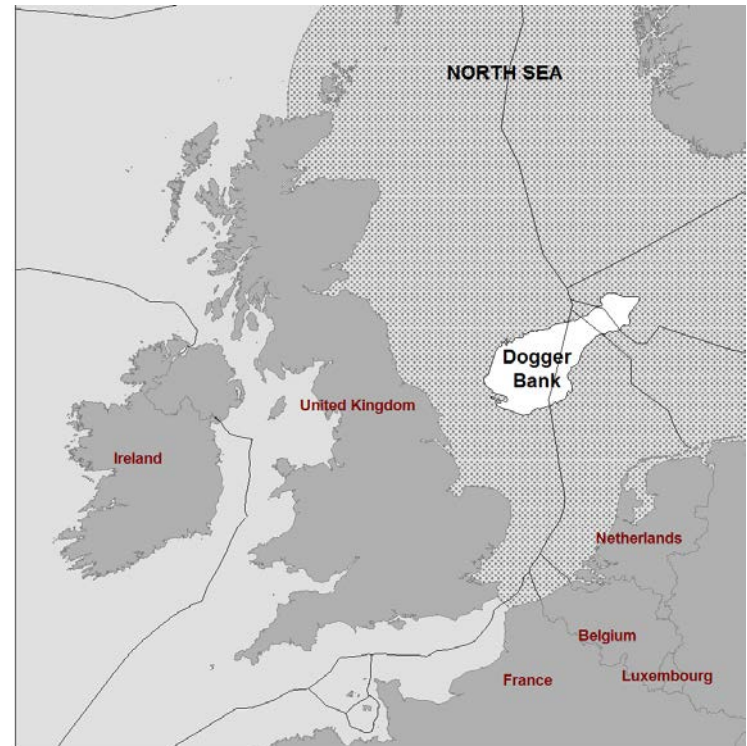 NORTH SEA
Dogger
Bank
United Kingdom
Ireland
Netherlands
Belgium
Luxembourg
France